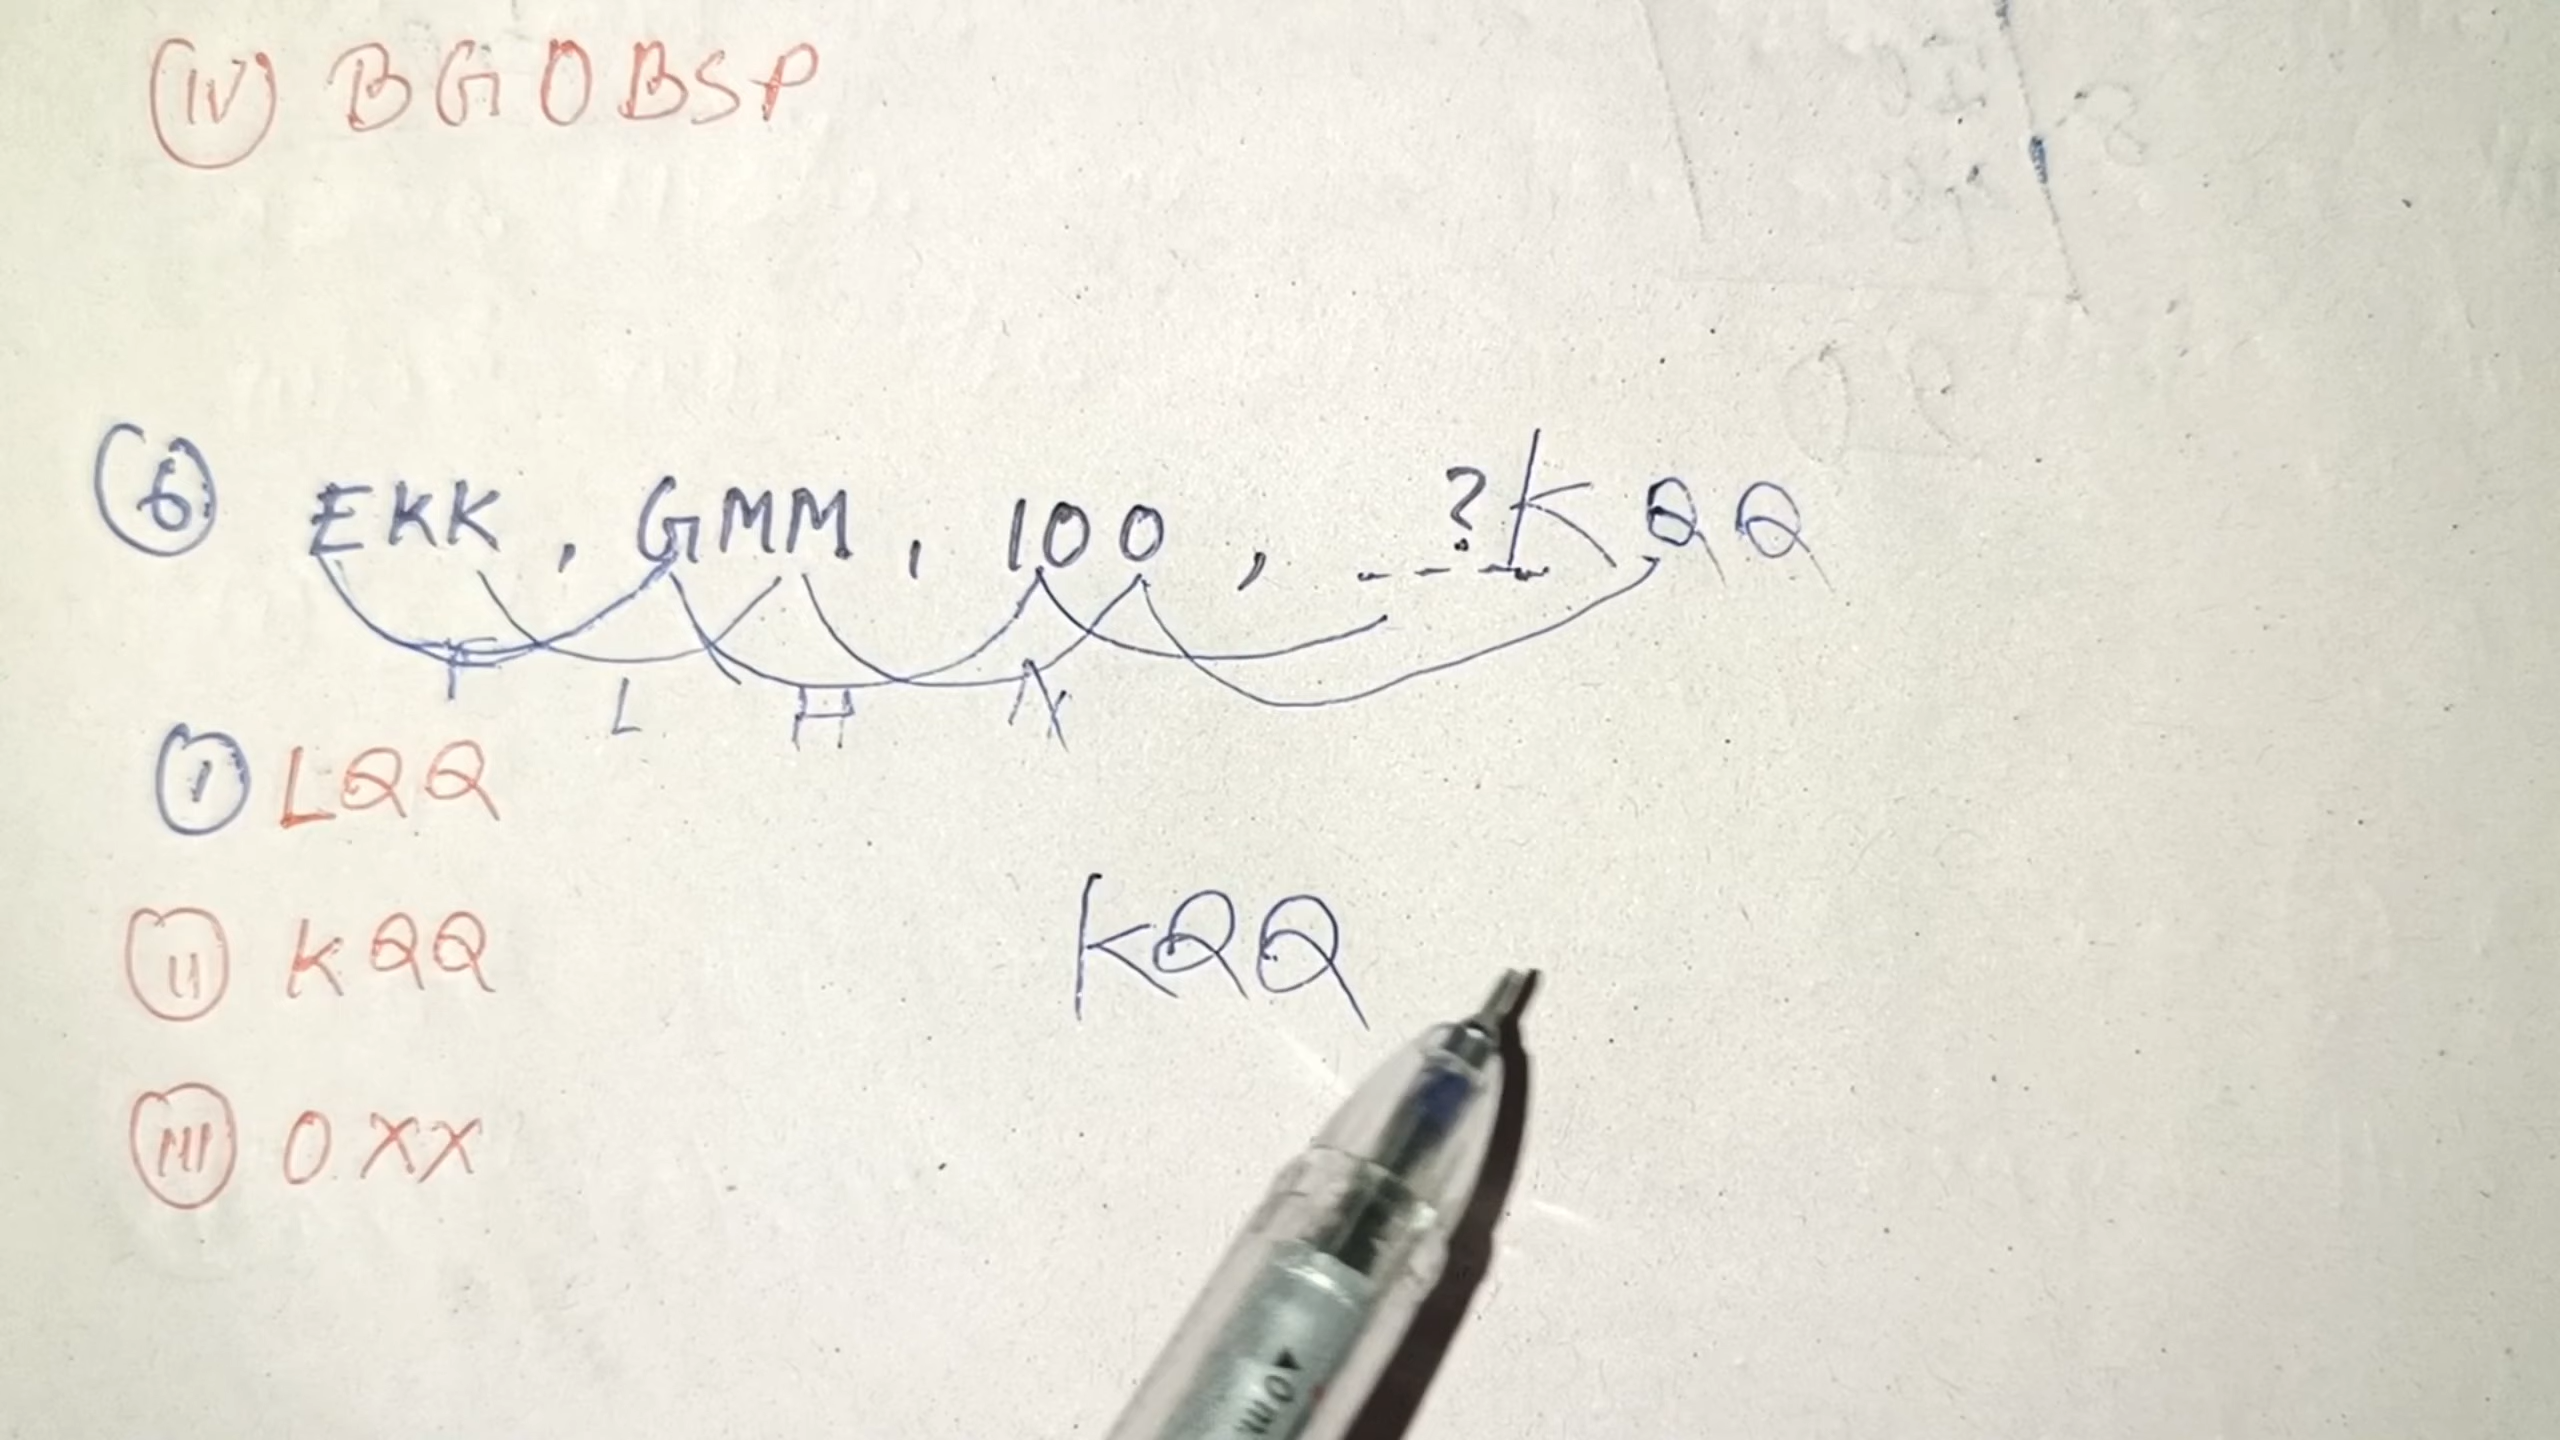 (IV) BGOBSP
(6) EKK, GMM, IOO, ---? KQQ
F L H N
(I) LQQ
(II) KQQ
KQQ
(III) OXX